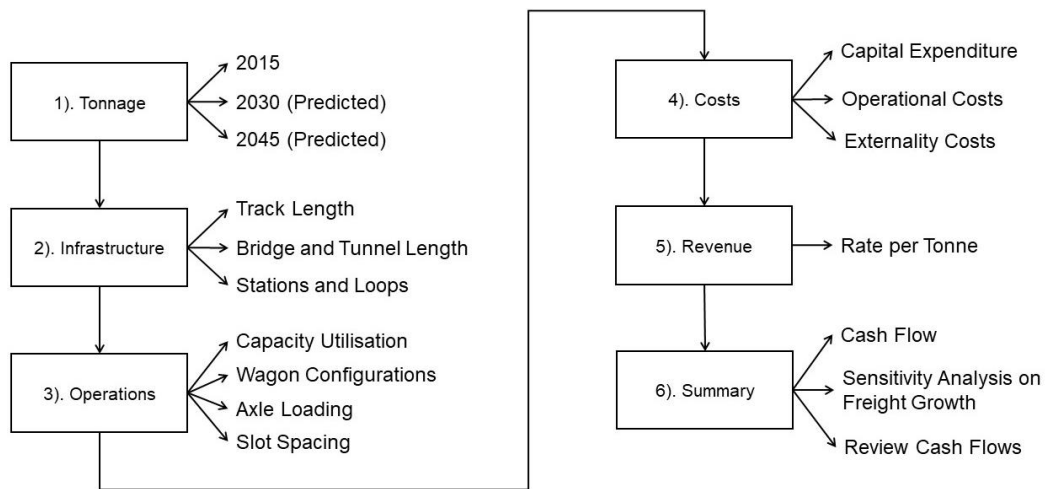 1). Tonnage
2015
2030 (Predicted)
2045 (Predicted)
2). Infrastructure
Track Length
Bridge and Tunnel Length
Stations and Loops
3). Operations
Capacity Utilisation
Wagon Configurations
Axle Loading
Slot Spacing
4). Costs
Capital Expenditure
Operational Costs
Externality Costs
5). Revenue
Rate per Tonne
6). Summary
Cash Flow
Sensitivity Analysis on
Freight Growth
Review Cash Flows